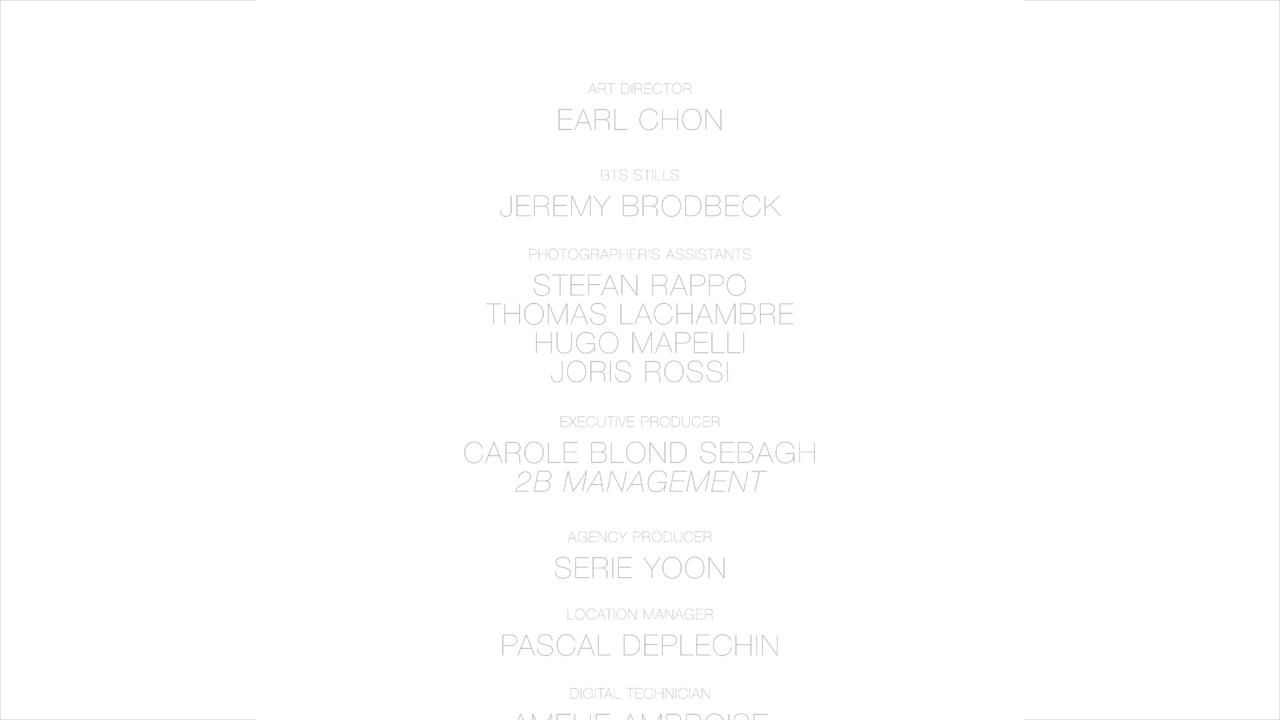 ART DIRECTOR
EARL CHON
BTS STILLS
JEREMY BRODBECK
PHOTOGRAPHER'S ASSISTANTS
STEFAN RAPPO
THOMAS LACHAMBRE
HUGO MAPELLI
JORIS ROSSI
EXECUTIVE PRODUCER
CAROLE BLOND SEBAGH
2B MANAGEMENT
AGENCY PRODUCER
SERIE YOON
LOCATION MANAGER
PASCAL DEPLECHIN
DIGITAL TECHNICIAN